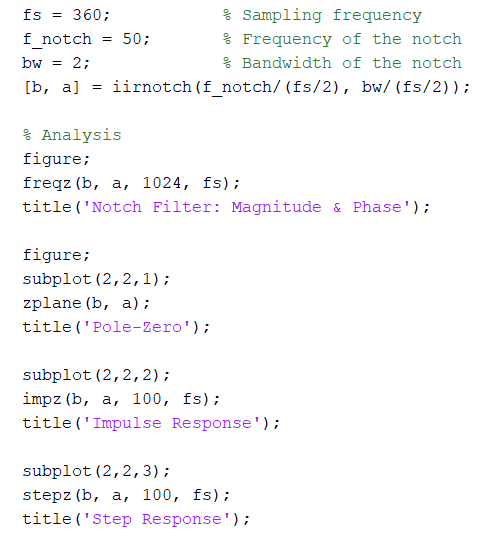 fs = 360;           % Sampling frequency
f_notch = 50;       % Frequency of the notch
bw = 2;             % Bandwidth of the notch
[b, a] = iirnotch(f_notch/(fs/2), bw/(fs/2));
% Analysis
figure;
freqz(b, a, 1024, fs);
title('Notch Filter: Magnitude & Phase');
figure;
subplot(2,2,1);
zplane(b, a);
title('Pole-Zero');
subplot(2,2,2);
impz(b, a, 100, fs);
title('Impulse Response');
subplot(2,2,3);
stepz(b, a, 100, fs);
title('Step Response');